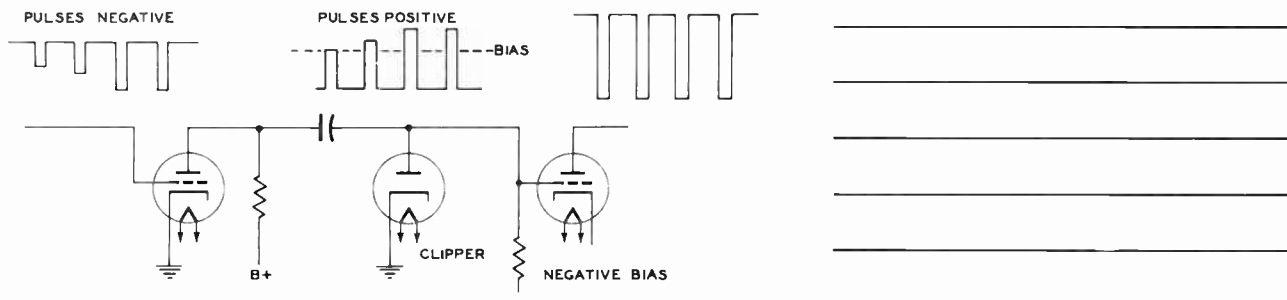 PULSES NEGATIVE
PULSES POSITIVE
BIAS
CLIPPER
B+
NEGATIVE BIAS